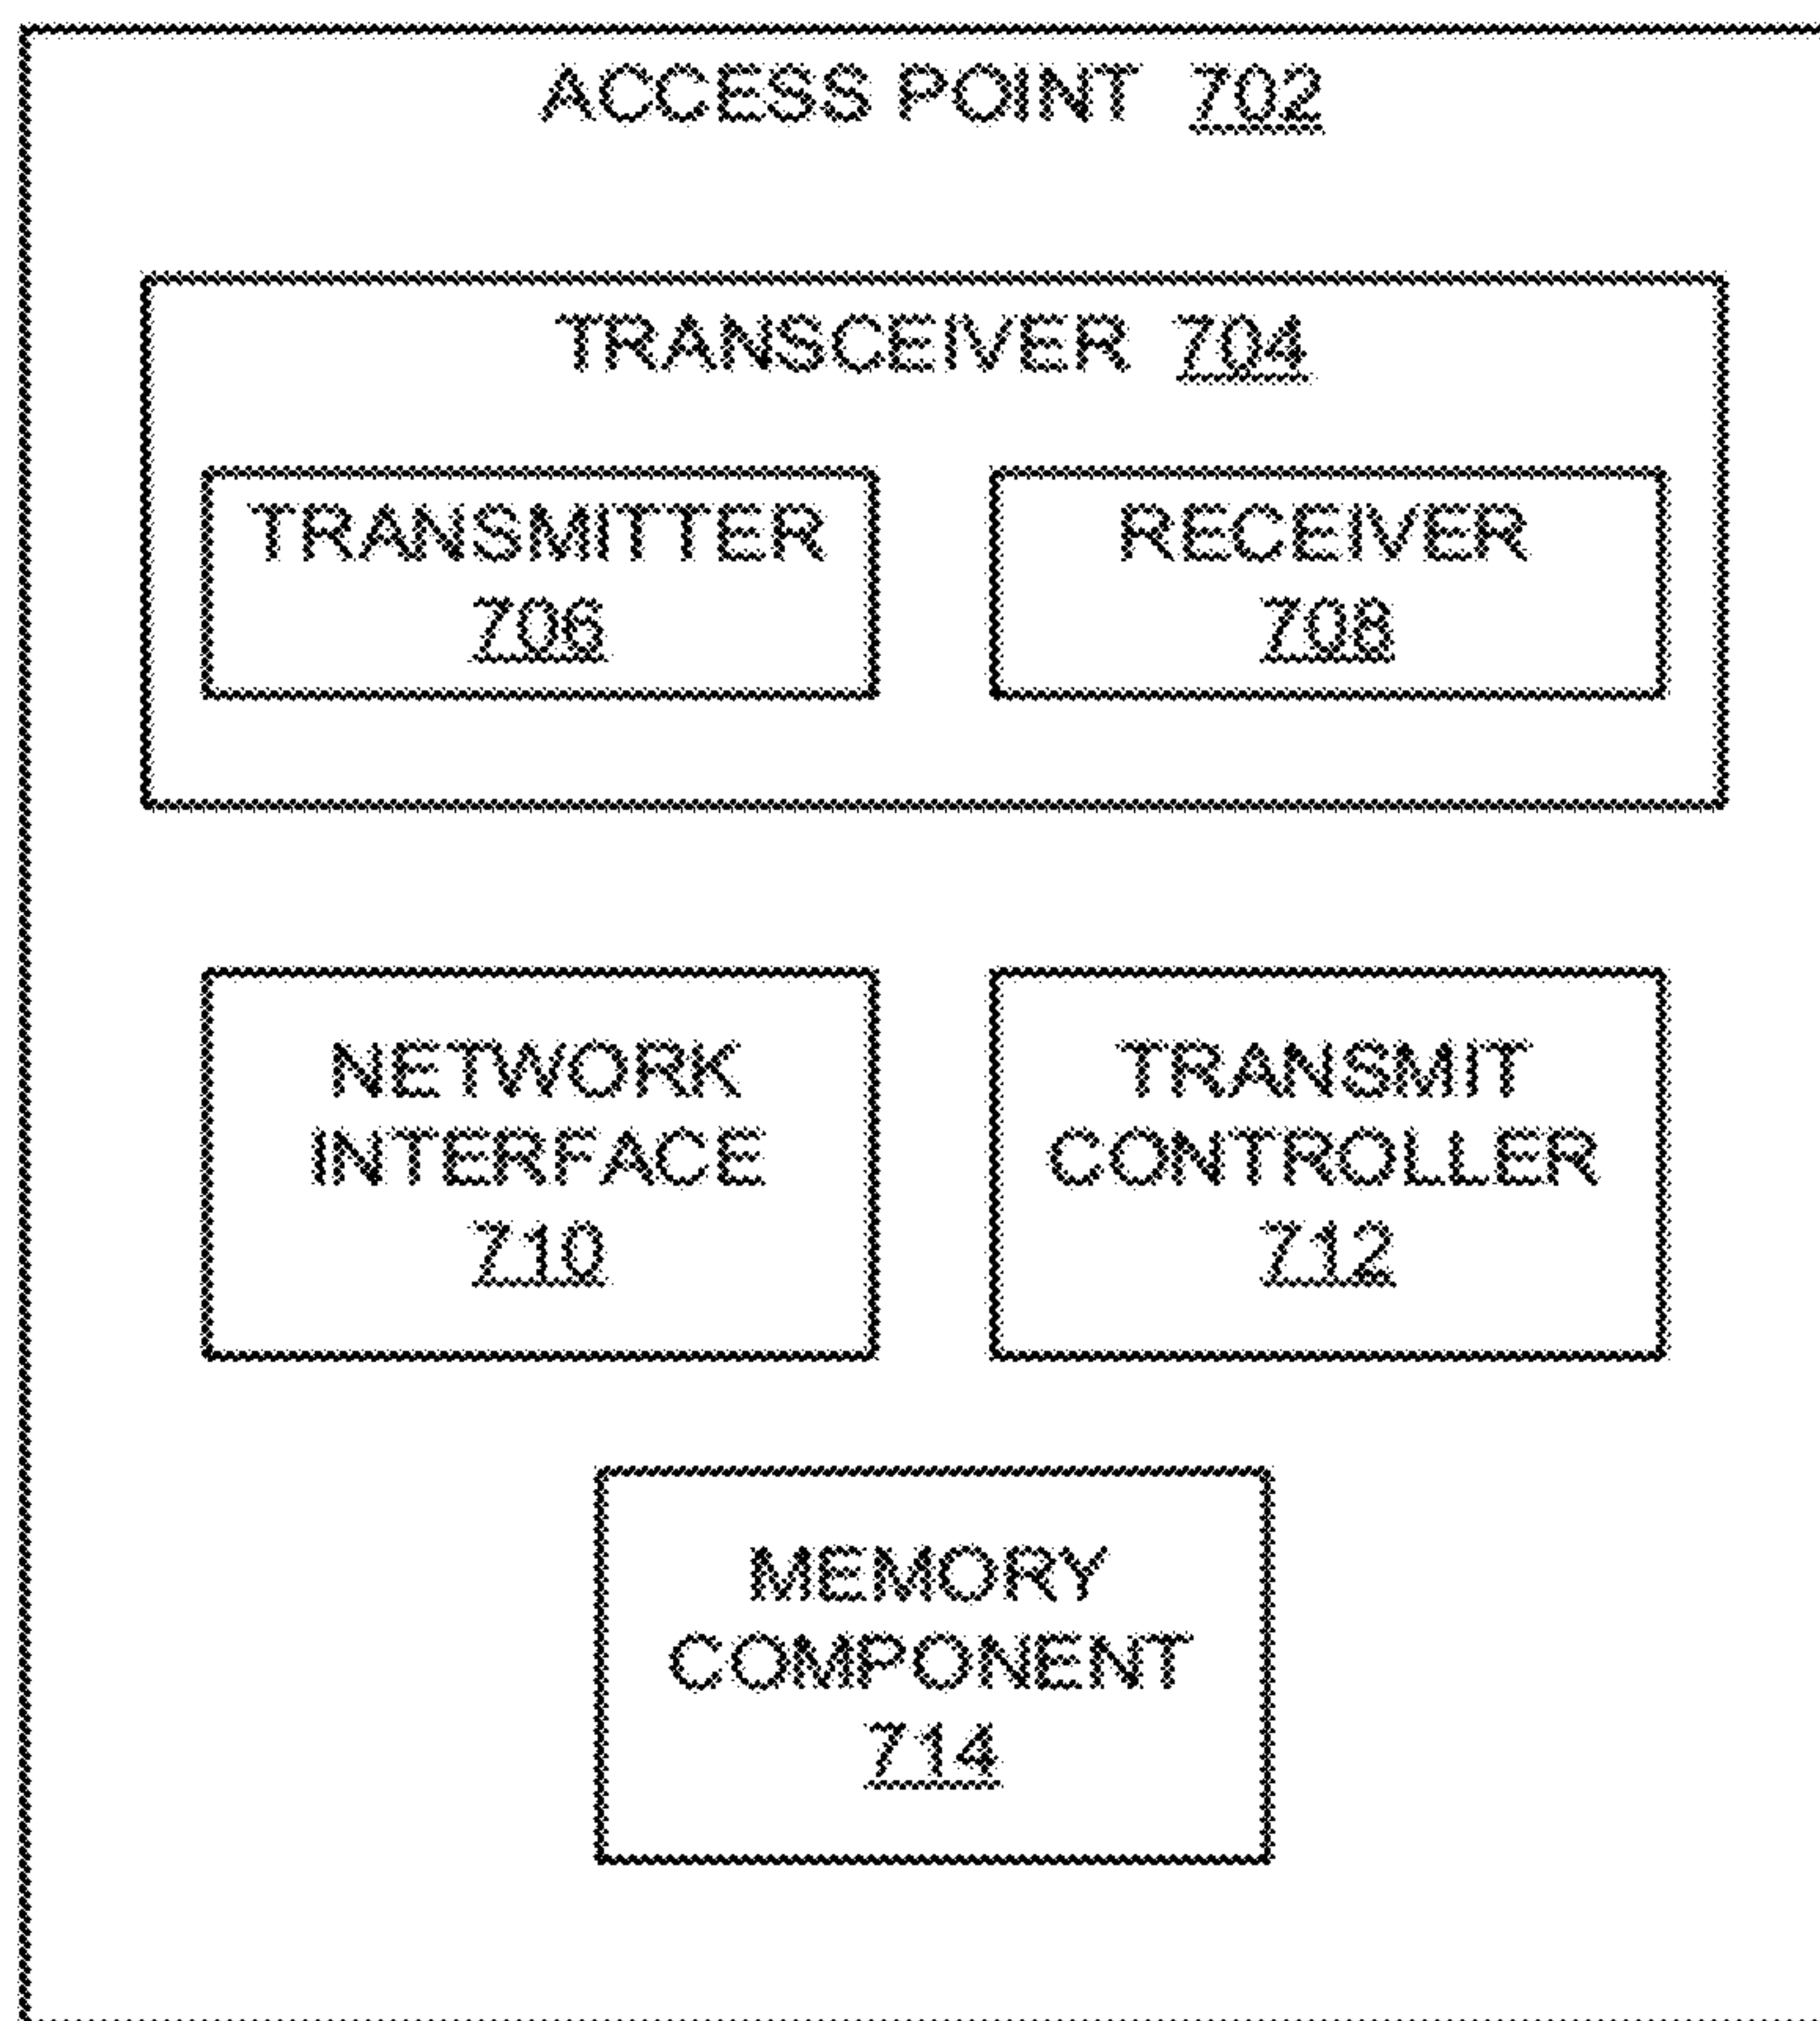 ACCESS POINT 702
TRANSCEIVER 704
TRANSMITTER
706
RECEIVER
708
NETWORK
INTERFACE
710
TRANSMIT
CONTROLLER
712
MEMORY
COMPONENT
714